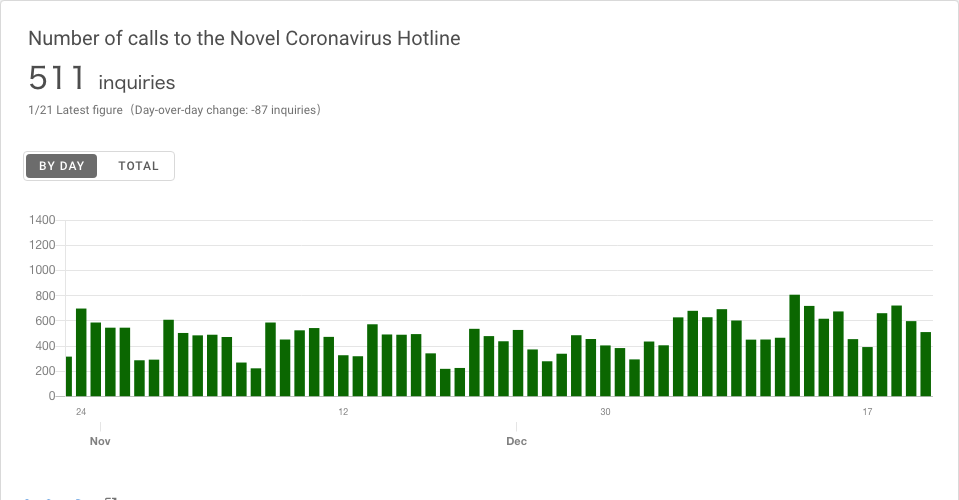 Number of calls to the Novel Coronavirus Hotline
511 inquiries
1/21 Latest figure（Day-over-day change: -87 inquiries）
BY DAY TOTAL
1400
1200
1000
800
600
400
200
0
24 12 30 17
Nov Dec